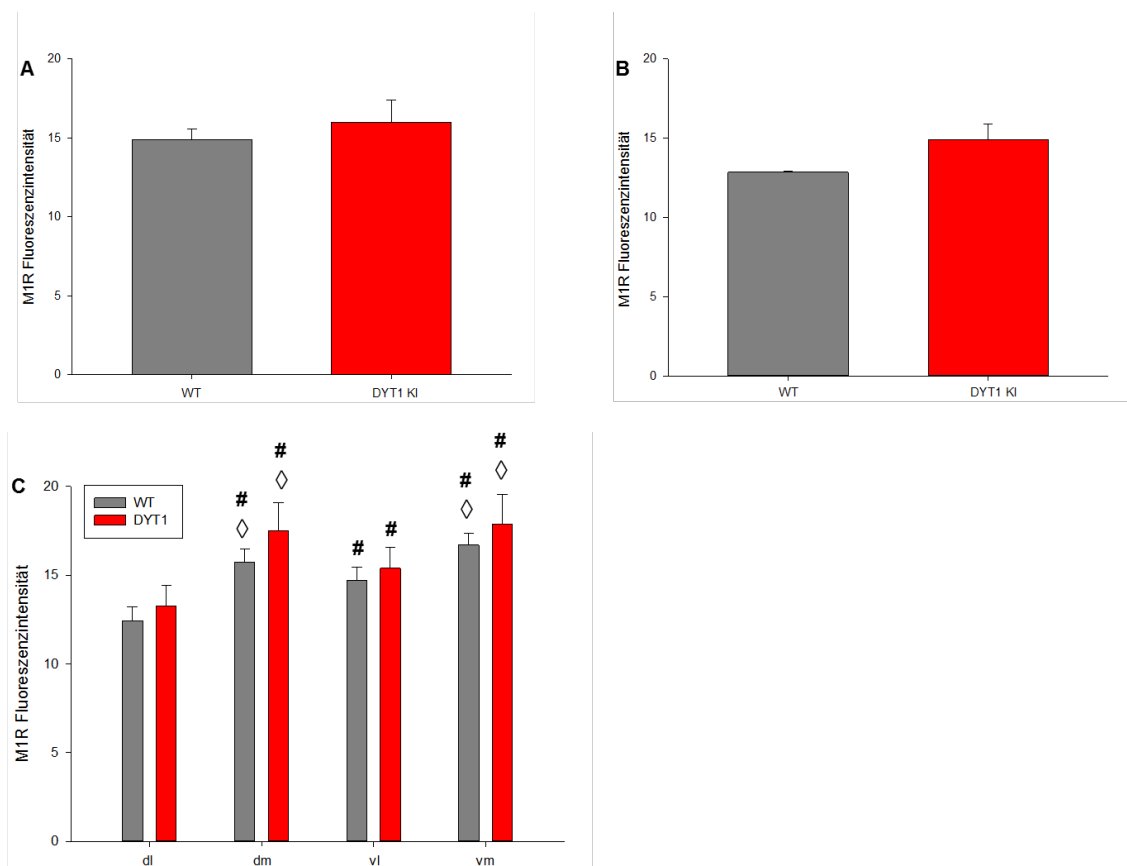 A
M1R Fluoreszenzintensität
20
15
10
5
0
WT
DYT1 KI
B
M1R Fluoreszenzintensität
20
15
10
5
0
WT
DYT1 KI
C
M1R Fluoreszenzintensität
20
15
10
5
0
WT
DYT1
# # # # # #
◊ ◊ ◊ ◊
dl dm vl vm